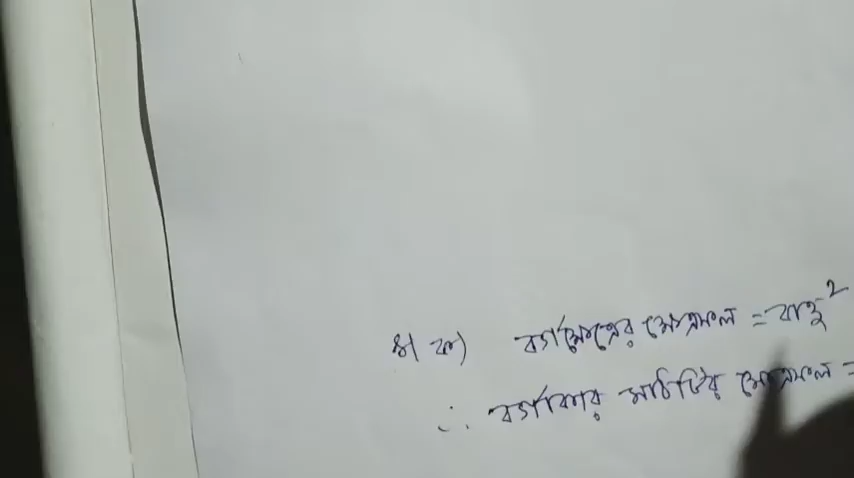 ৪। ক) বর্গক্ষেত্রের ক্ষেত্রফল = বাহু²
∴ বর্গাকার মাঠটির ক্ষেত্রফল =